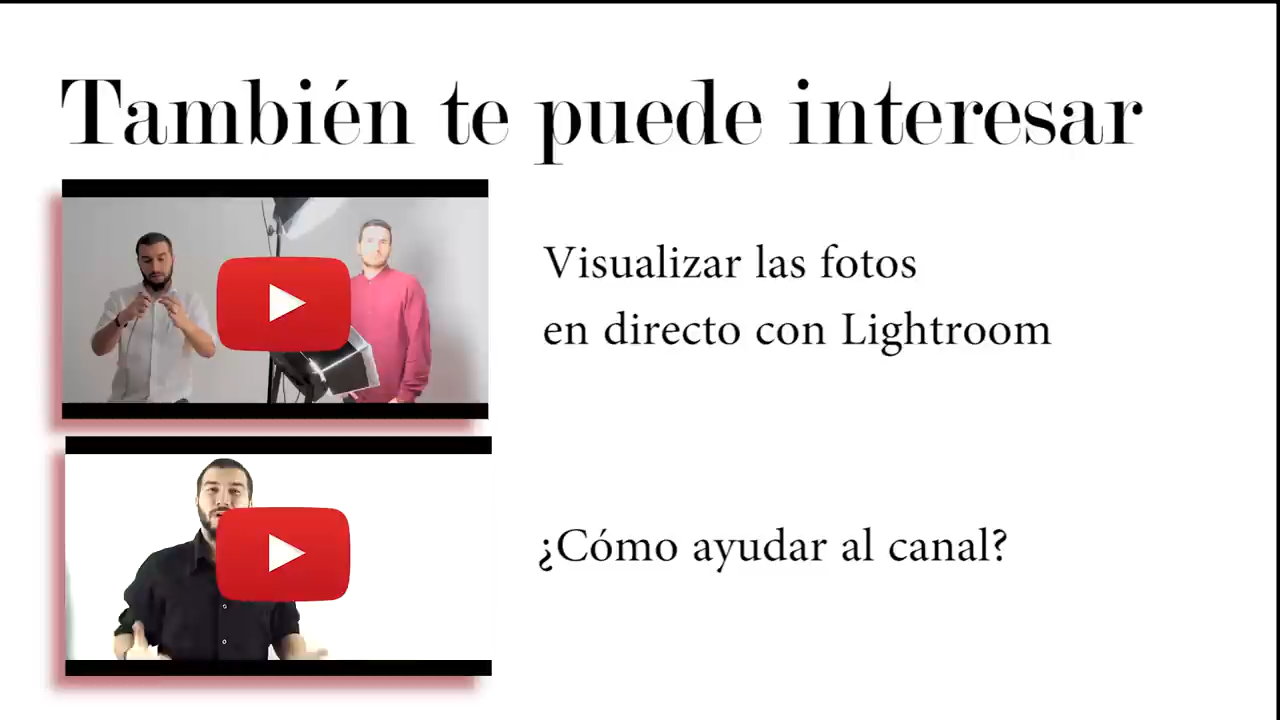 También te puede interesar
Visualizar las fotos
en directo con Lightroom
¿Cómo ayudar al canal?